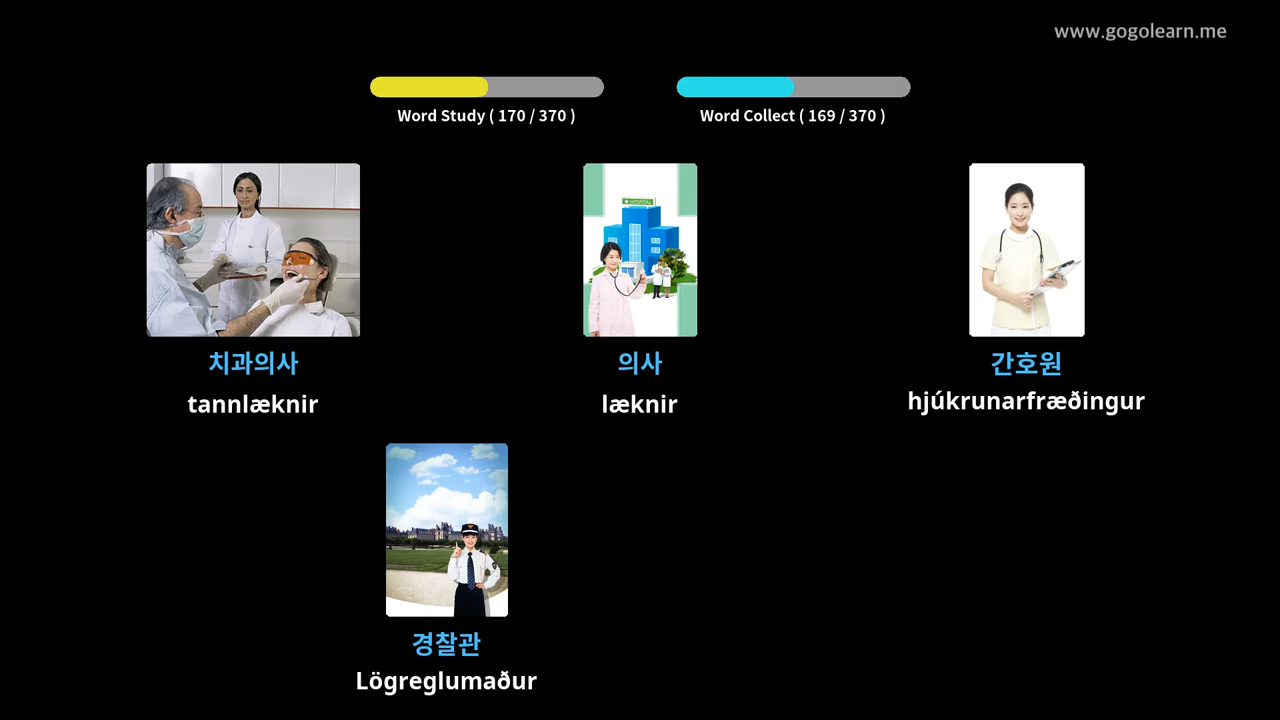 www.gogolearn.me
Word Study ( 170 / 370 )
Word Collect ( 169 / 370 )
HOSPITAL
치과의사
의사
간호원
tannlæknir
læknir
hjúkrunarfræðingur
경찰관
Lögreglumaður